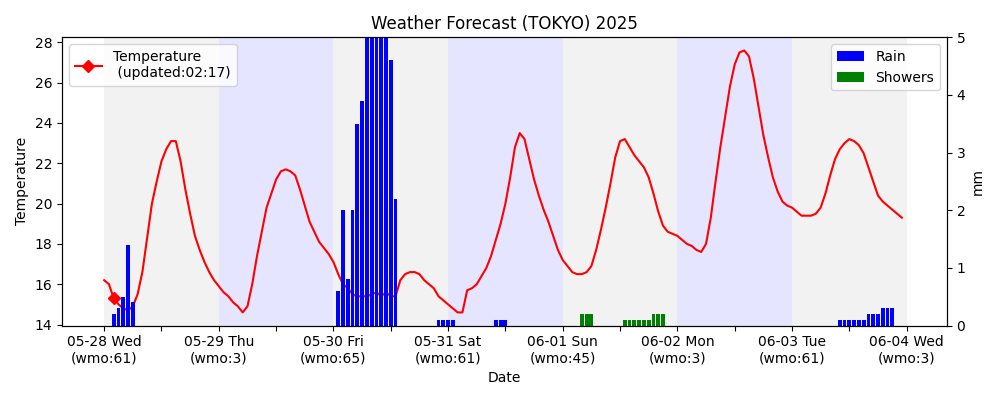 Weather Forecast (TOKYO) 2025
Temperature
(updated:02:17)
Rain
Showers
28
26
24
22
20
18
16
14
Temperature
5
4
3
2
1
0
mm
05-28 Wed 05-29 Thu 05-30 Fri 05-31 Sat 06-01 Sun 06-02 Mon 06-03 Tue 06-04 Wed
(wmo:61) (wmo:3) (wmo:65) (wmo:61) (wmo:45) (wmo:3) (wmo:61) (wmo:3)
Date